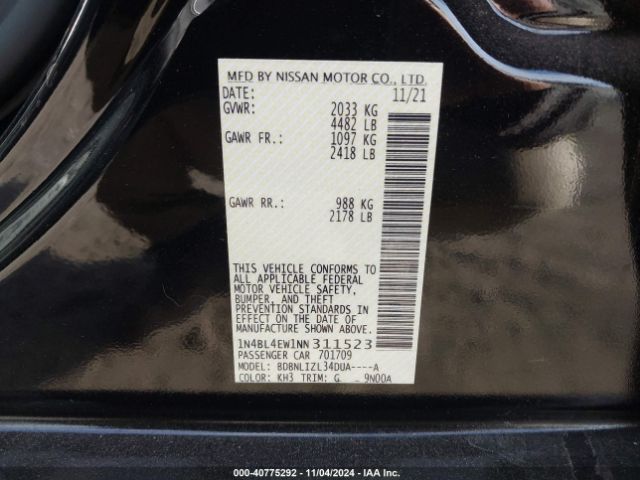 MFD BY NISSAN MOTOR CO., LTD.
DATE: 11/21
GVWR: 2033 KG
4482 LB
GAWR FR.: 1097 KG
2418 LB
GAWR RR.: 988 KG
2178 LB
THIS VEHICLE CONFORMS TO
ALL APPLICABLE FEDERAL
MOTOR VEHICLE SAFETY,
BUMPER, AND THEFT
PREVENTION STANDARDS IN
EFFECT ON THE DATE OF
MANUFACTURE SHOWN ABOVE.
1N4BL4EW1NN311523
PASSENGER CAR 701709
MODEL: BDBNLIZL34DUA----A
COLOR: KH3 TRIM: G 9N00A
000-40775292 - 11/04/2024 - IAA Inc.